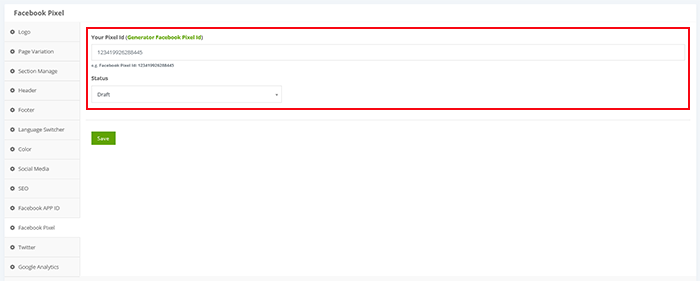 Facebook Pixel
Logo
Page Variation
Section Manage
Header
Footer
Language Switcher
Color
Social Media
SEO
Facebook APP ID
Facebook Pixel
Twitter
Google Analytics
Your Pixel Id (Generator Facebook Pixel Id)
123419926288445
e.g. Facebook Pixel Id: 123419926288445
Status
Draft
Save